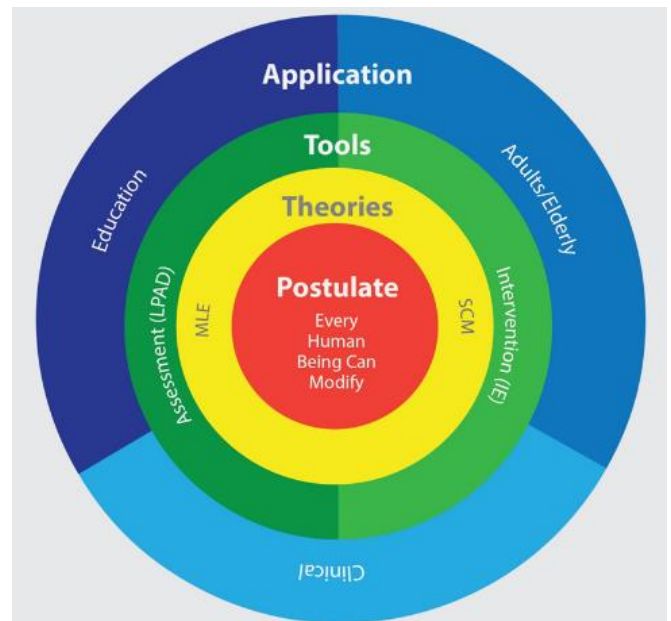 Application
Tools
Theories
Postulate
Every
Human
Being Can
Modify
Education
Adults/Elderly
Assessment (LPAD)
MLE
SCM
Intervention (IE)
Clinical